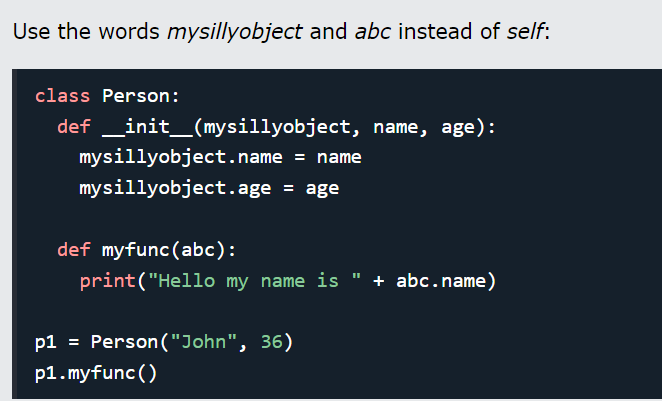 Use the words mysillyobject and abc instead of self:
class Person:
  def __init__(mysillyobject, name, age):
    mysillyobject.name = name
    mysillyobject.age = age

  def myfunc(abc):
    print("Hello my name is " + abc.name)

p1 = Person("John", 36)
p1.myfunc()